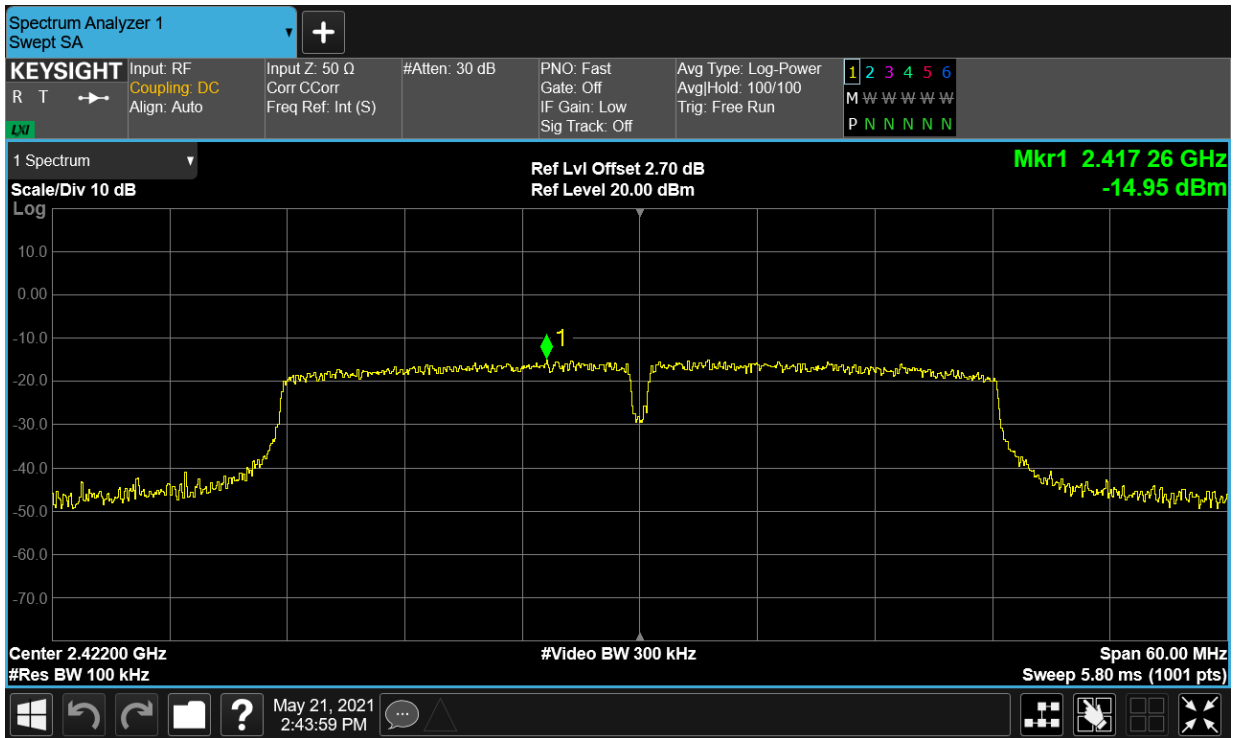 Spectrum Analyzer 1
Swept SA
KEYSIGHT
R T
LXI
Input: RF
Coupling: DC
Align: Auto
Input Z: 50 Ω
Corr CCorr
Freq Ref: Int (S)
#Atten: 30 dB
PNO: Fast
Gate: Off
IF Gain: Low
Sig Track: Off
Avg Type: Log-Power
Avg|Hold: 100/100
Trig: Free Run
1 2 3 4 5 6
M W W W W W
P N N N N N
1 Spectrum
Ref Lvl Offset 2.70 dB
Mkr1 2.417 26 GHz
Scale/Div 10 dB
Ref Level 20.00 dBm
-14.95 dBm
Log
10.0
0.00
-10.0
1
-20.0
-30.0
-40.0
-50.0
-60.0
-70.0
Center 2.42200 GHz
#Video BW 300 kHz
Span 60.00 MHz
#Res BW 100 kHz
Sweep 5.80 ms (1001 pts)
?
May 21, 2021
2:43:59 PM